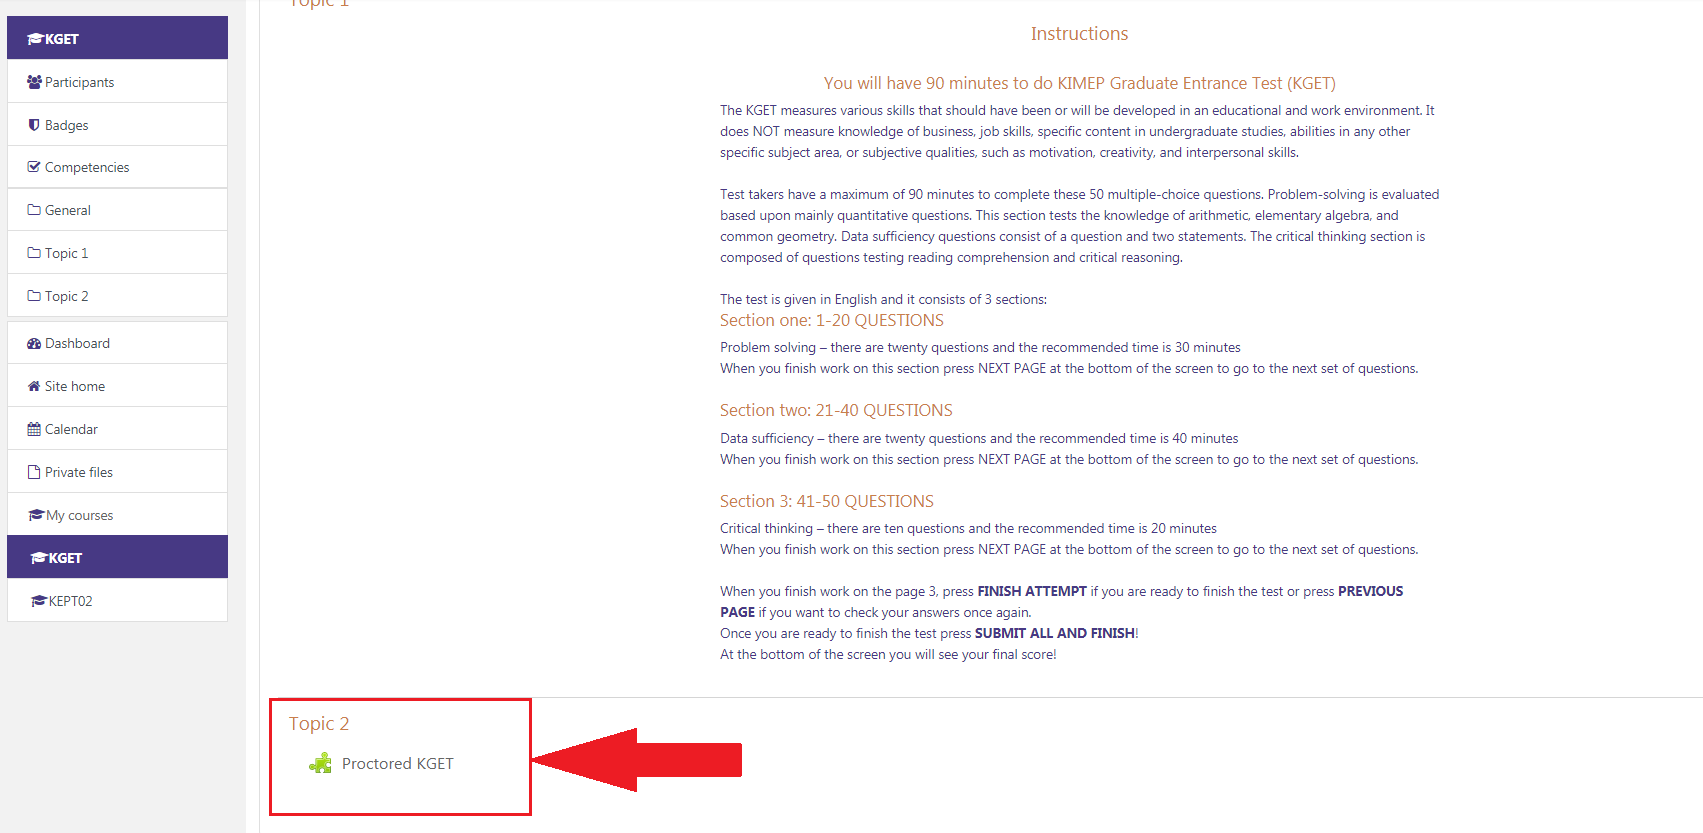 KGET
Participants
Badges
Competencies
General
Topic 1
Topic 2
Dashboard
Site home
Calendar
Private files
My courses
KGET
KEPT02
Topic 1
Instructions
You will have 90 minutes to do KIMEP Graduate Entrance Test (KGET)
The KGET measures various skills that should have been or will be developed in an educational and work environment. It
does NOT measure knowledge of business, job skills, specific content in undergraduate studies, abilities in any other
specific subject area, or subjective qualities, such as motivation, creativity, and interpersonal skills.
Test takers have a maximum of 90 minutes to complete these 50 multiple-choice questions. Problem-solving is evaluated
based upon mainly quantitative questions. This section tests the knowledge of arithmetic, elementary algebra, and
common geometry. Data sufficiency questions consist of a question and two statements. The critical thinking section is
composed of questions testing reading comprehension and critical reasoning.
The test is given in English and it consists of 3 sections:
Section one: 1-20 QUESTIONS
Problem solving – there are twenty questions and the recommended time is 30 minutes
When you finish work on this section press NEXT PAGE at the bottom of the screen to go to the next set of questions.
Section two: 21-40 QUESTIONS
Data sufficiency – there are twenty questions and the recommended time is 40 minutes
When you finish work on this section press NEXT PAGE at the bottom of the screen to go to the next set of questions.
Section 3: 41-50 QUESTIONS
Critical thinking – there are ten questions and the recommended time is 20 minutes
When you finish work on this section press NEXT PAGE at the bottom of the screen to go to the next set of questions.
When you finish work on the page 3, press FINISH ATTEMPT if you are ready to finish the test or press PREVIOUS
PAGE if you want to check your answers once again.
Once you are ready to finish the test press SUBMIT ALL AND FINISH!
At the bottom of the screen you will see your final score!
Topic 2
Proctored KGET